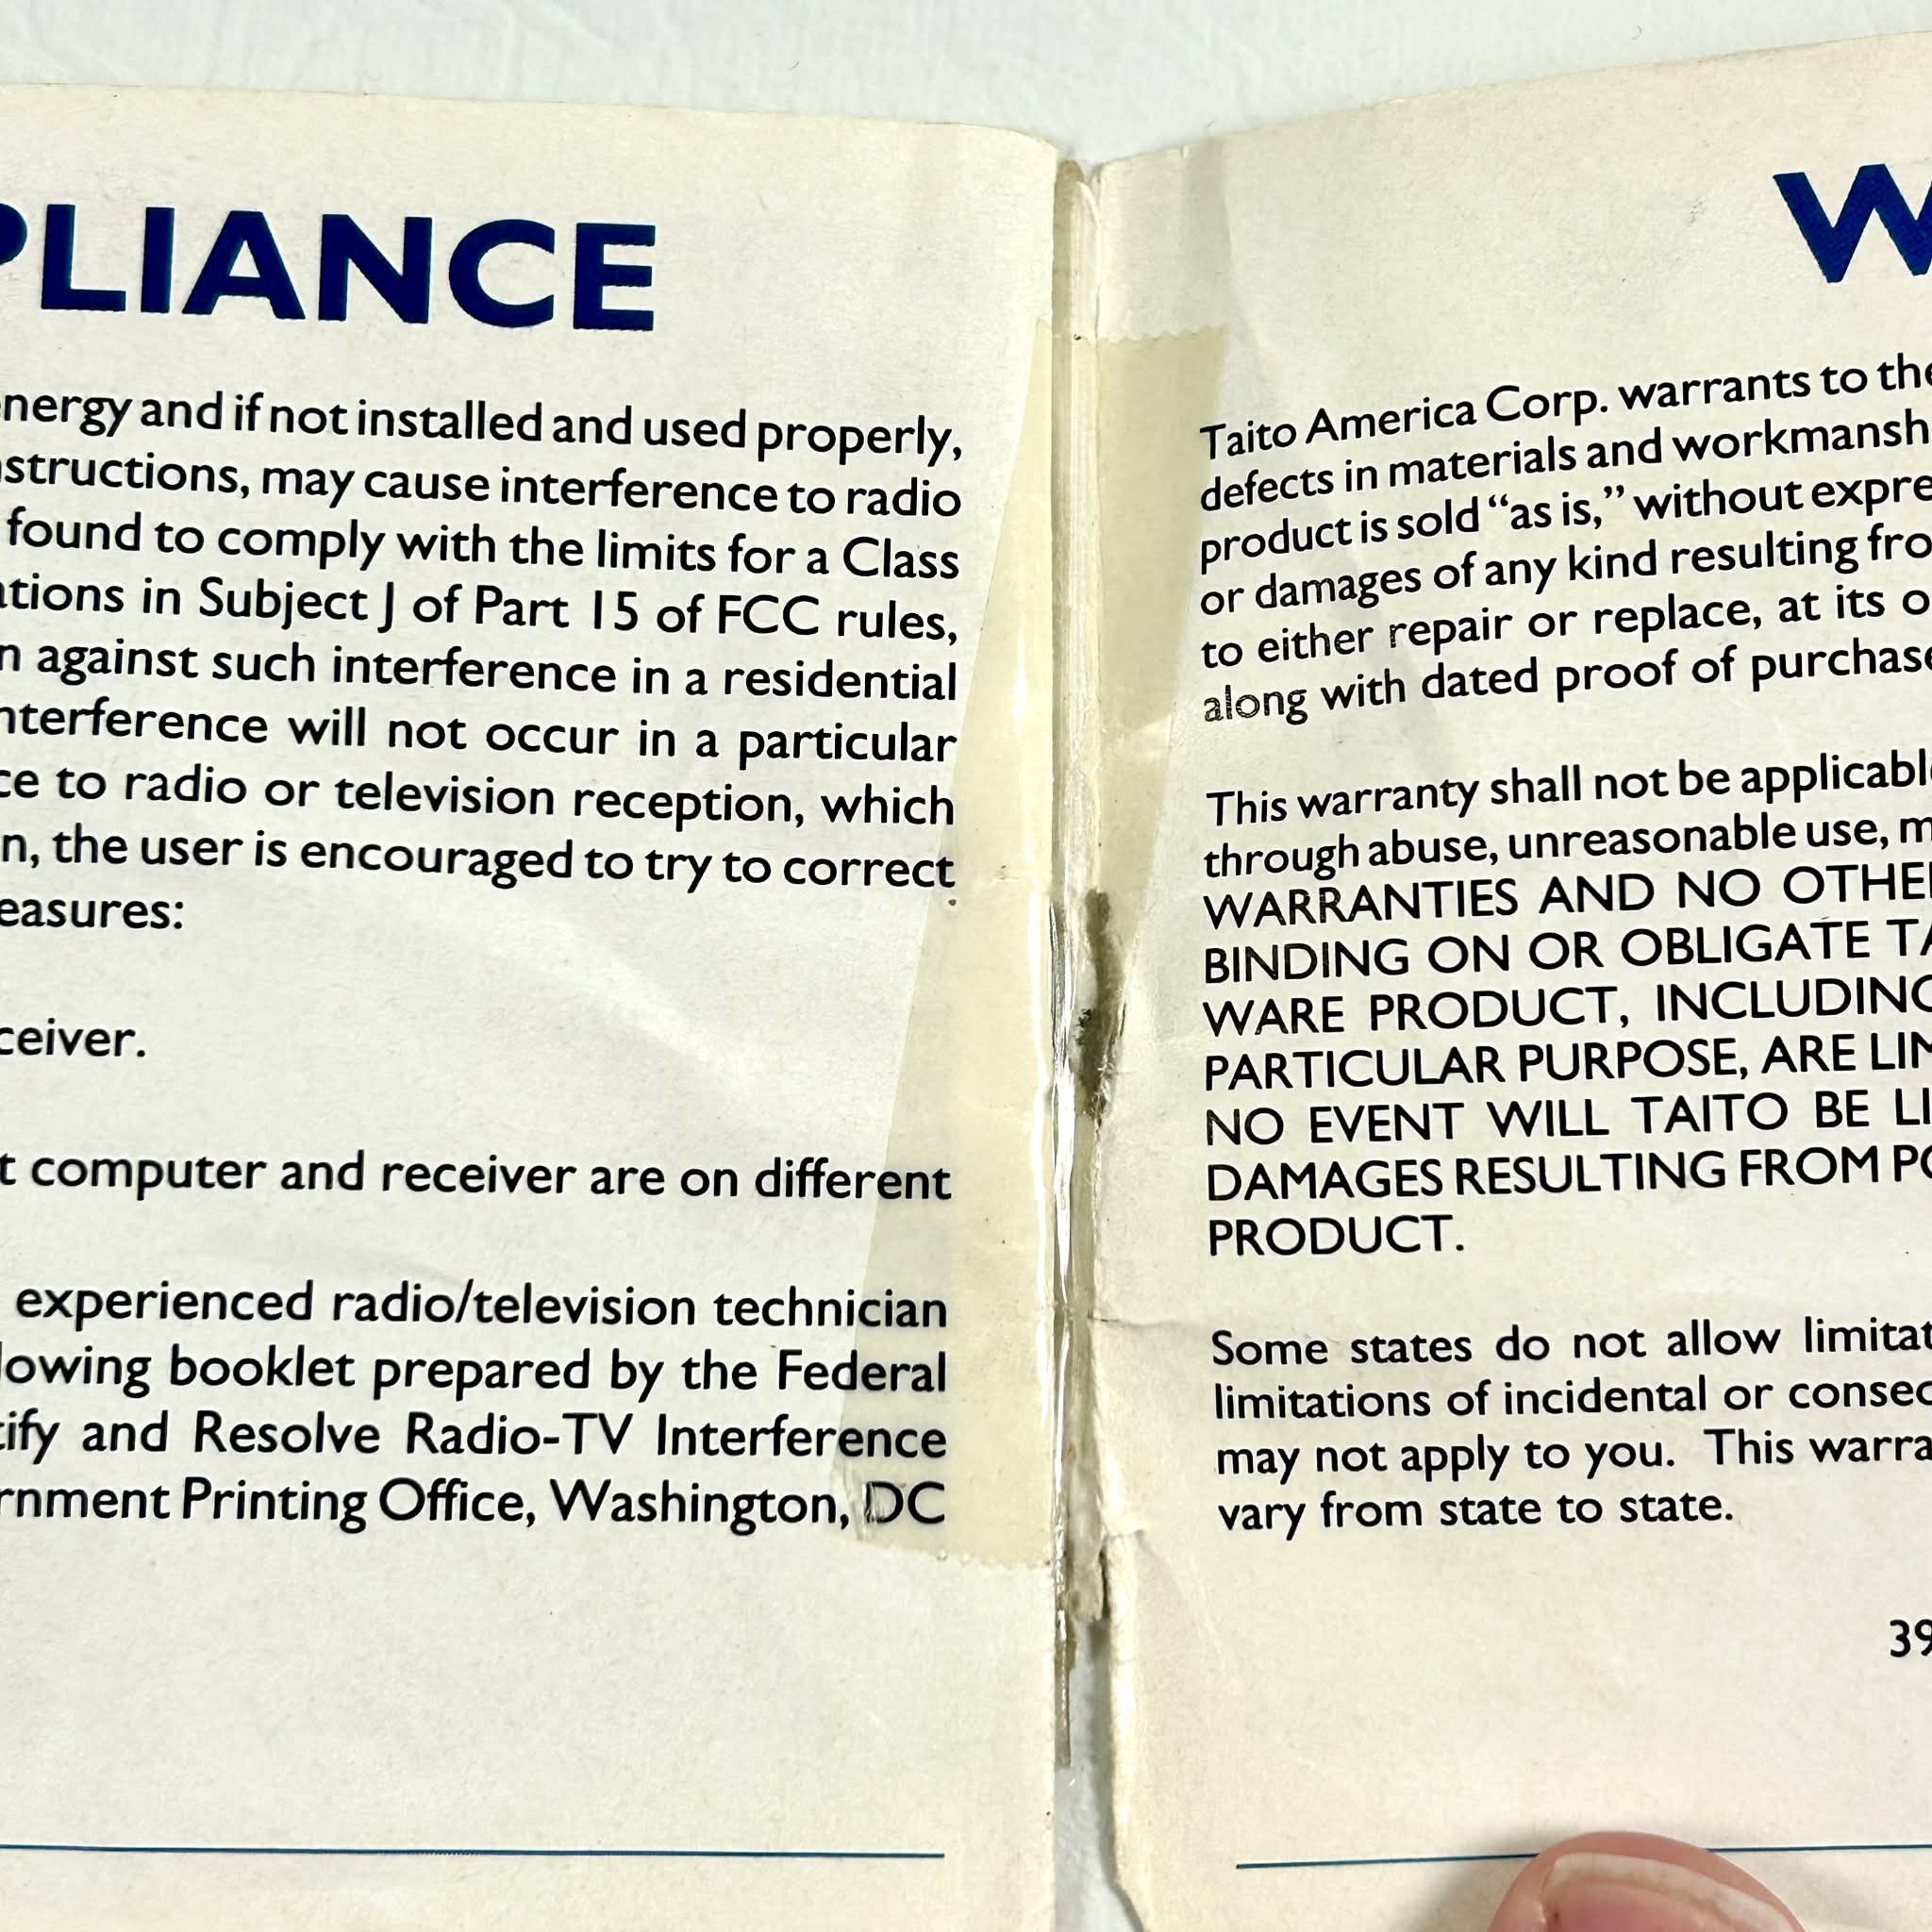 PLIANCE
energy and if not installed and used properly,
structions, may cause interference to radio
found to comply with the limits for a Class
ations in Subject J of Part 15 of FCC rules,
n against such interference in a residential
nterference will not occur in a particular
ce to radio or television reception, which
n, the user is encouraged to try to correct
easures:
ceiver.
t computer and receiver are on different
experienced radio/television technician
lowing booklet prepared by the Federal
tify and Resolve Radio-TV Interference
rnment Printing Office, Washington, DC
W
Taito America Corp. warrants to the
defects in materials and workmansh
product is sold “as is,” without expre
or damages of any kind resulting fro
to either repair or replace, at its o
along with dated proof of purchase
This warranty shall not be applicabl
through abuse, unreasonable use, m
WARRANTIES AND NO OTHER
BINDING ON OR OBLIGATE TA
WARE PRODUCT, INCLUDING
PARTICULAR PURPOSE, ARE LIM
NO EVENT WILL TAITO BE LI
DAMAGES RESULTING FROM PO
PRODUCT.
Some states do not allow limitat
limitations of incidental or consec
may not apply to you. This warra
vary from state to state.
39